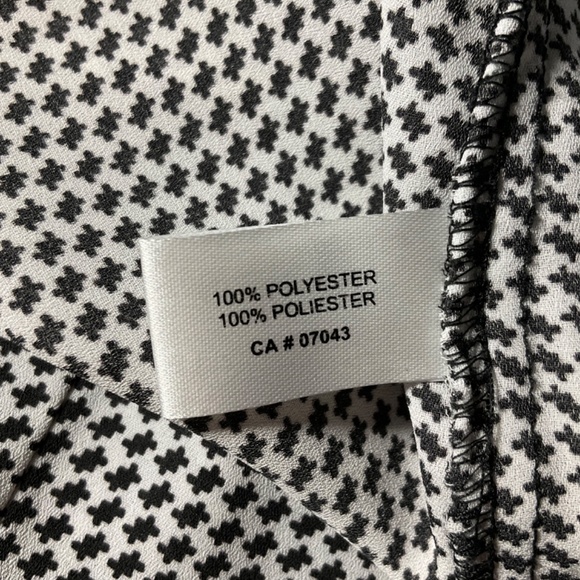 100% POLYESTER
100% POLIESTER
CA # 07043